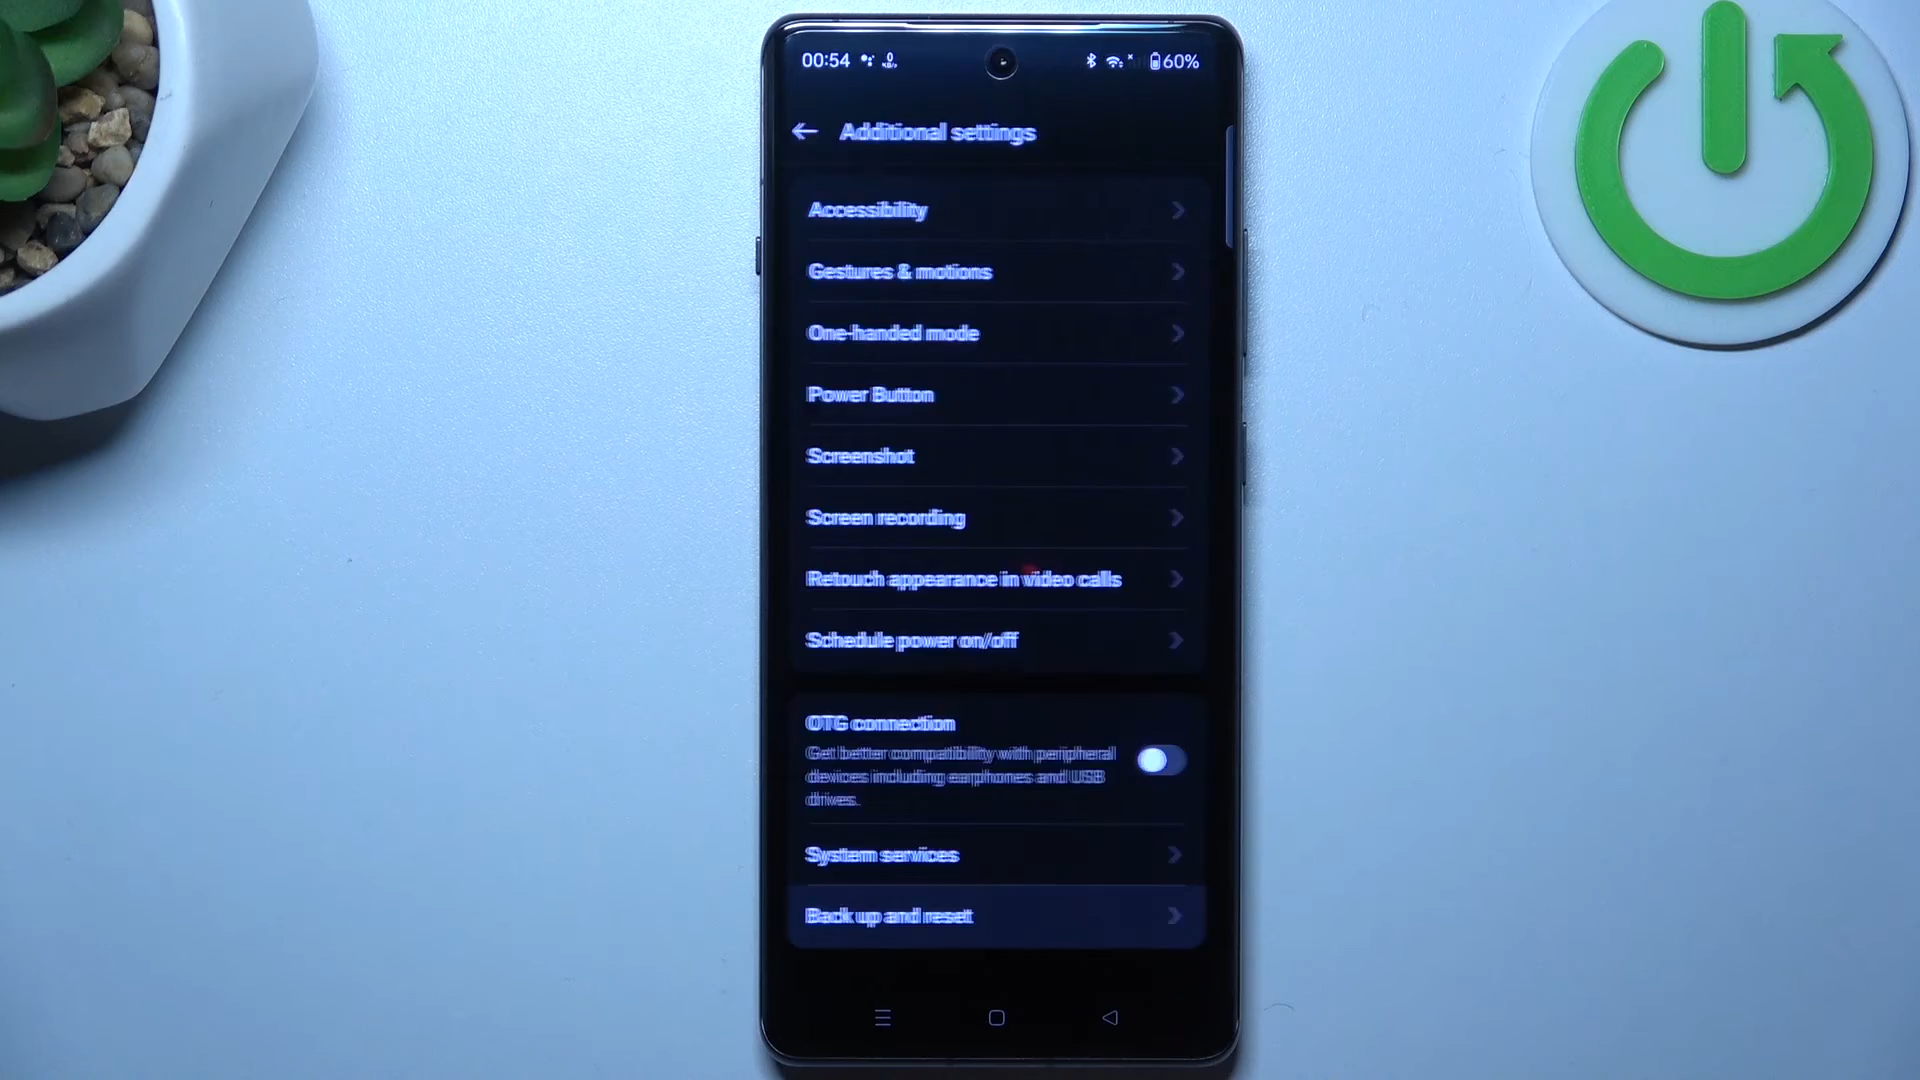 00:54
60%
Additional settings
Accessibility
Gestures & motions
One-handed mode
Power Button
Screenshot
Screen recording
Retouch appearance in video calls
Schedule power on/off
OTG connection
Get better compatibility with peripheral
devices including earphones and USB
drives.
System services
Back up and reset